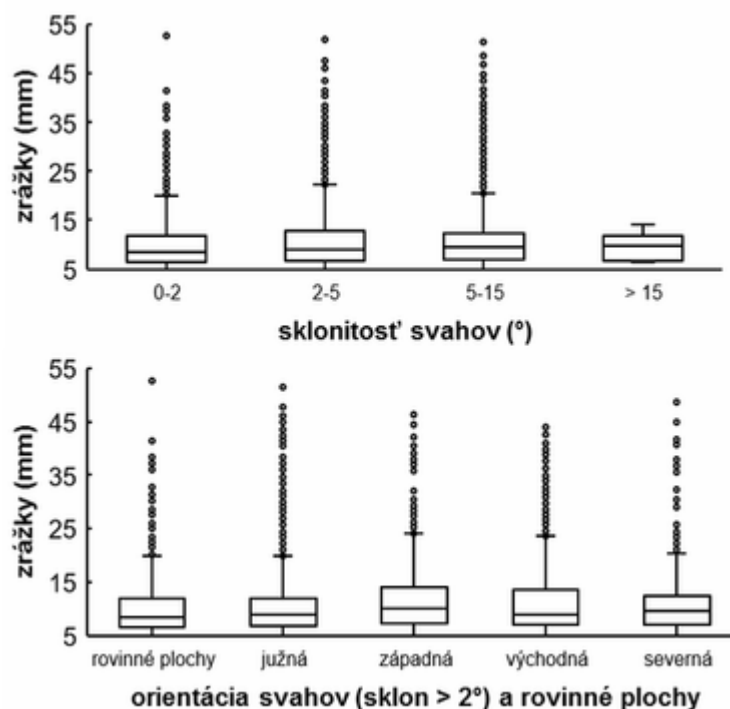 55
45
35
25
15
5
zrážky (mm)
0-2 2-5 5-15 > 15
sklonitosť svahov (°)
55
45
35
25
15
5
zrážky (mm)
rovinné plochy južná západná východná severná
orientácia svahov (sklon > 2°) a rovinné plochy